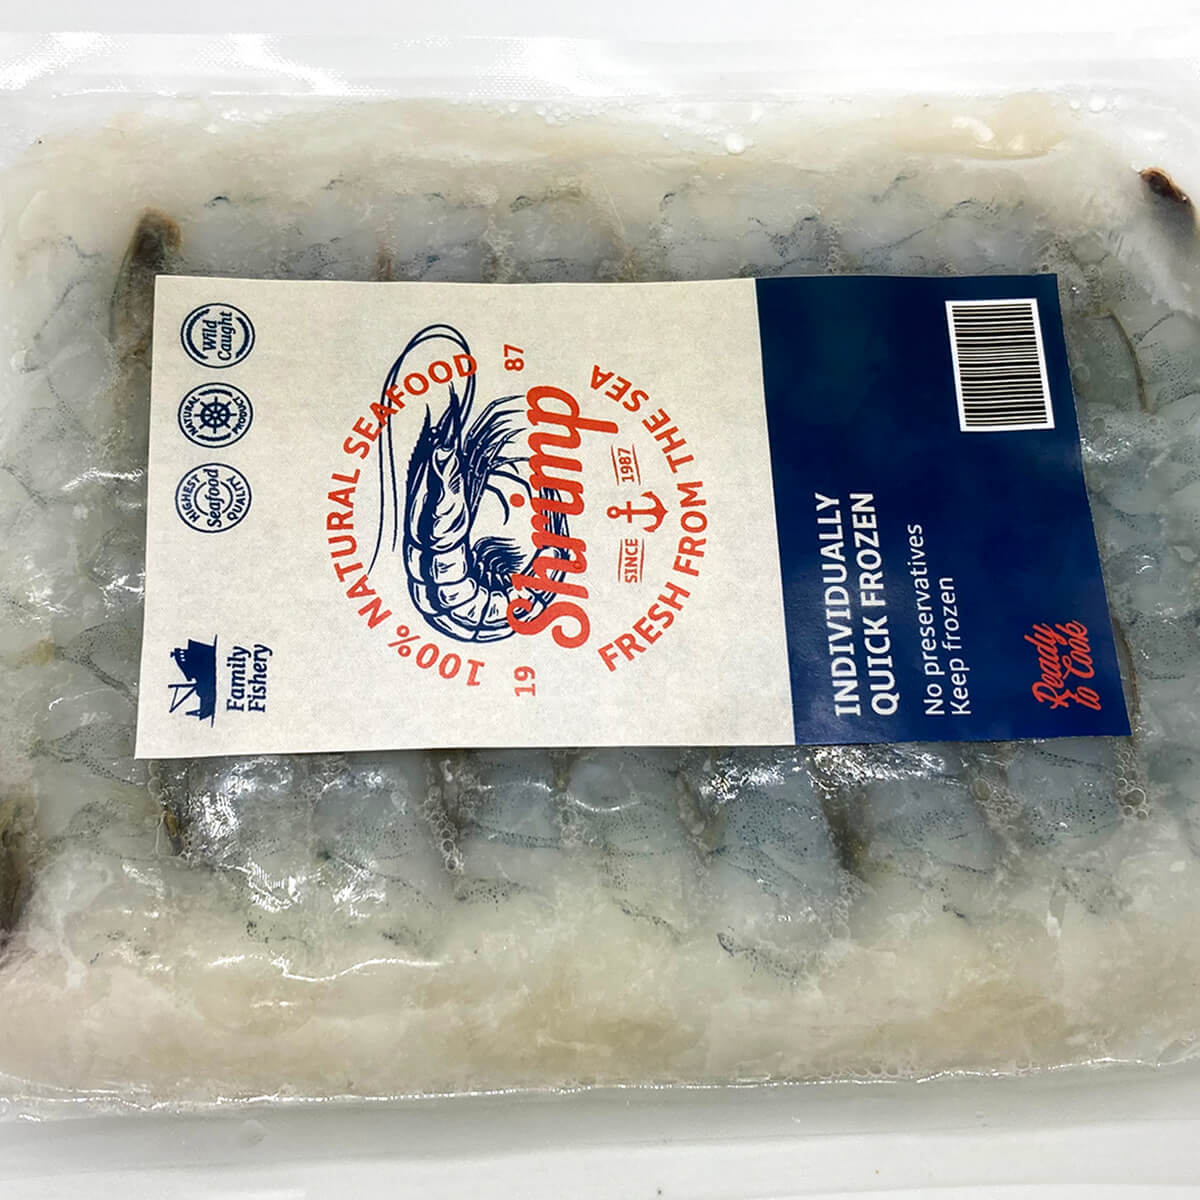 Wild
Caught
NATURAL
PRODUCT
HIGHEST
Seafood
QUALITY
Family
Fishery
100% NATURAL SEAFOOD
19 87
Shrimp
SINCE 1987
FRESH FROM THE SEA
INDIVIDUALLY
QUICK FROZEN
No preservatives
Keep frozen
Ready
to Cook